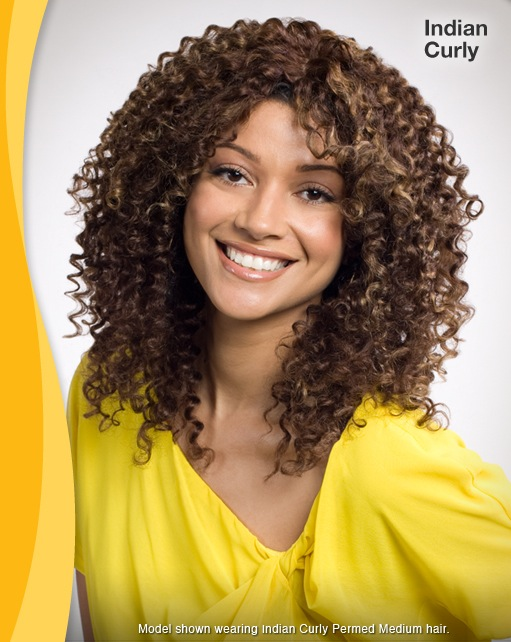 Indian
Curly
Model shown wearing Indian Curly Permed Medium hair.